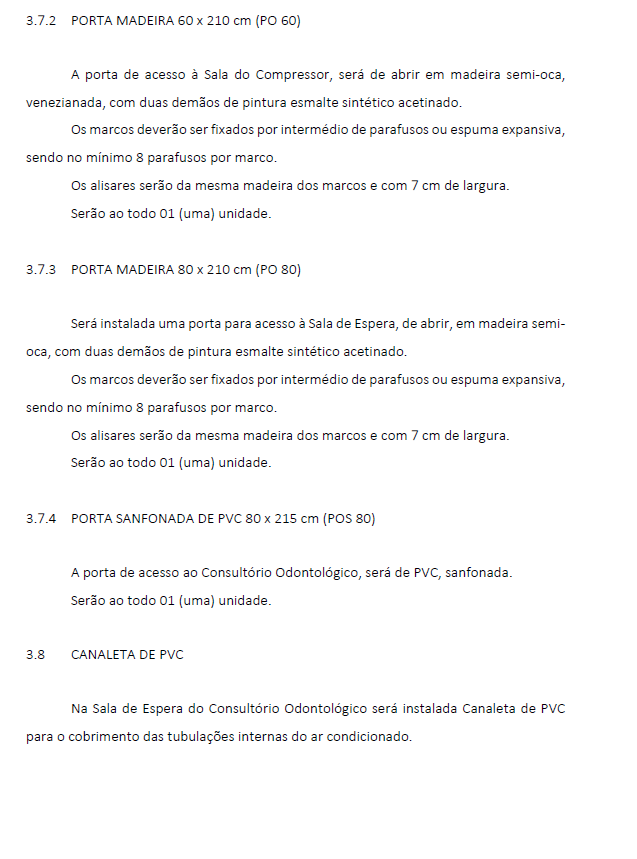 3.7.2 PORTA MADEIRA 60 x 210 cm (PO 60)
A porta de acesso à Sala do Compressor, será de abrir em madeira semi-oca,
venezianada, com duas demãos de pintura esmalte sintético acetinado.
Os marcos deverão ser fixados por intermédio de parafusos ou espuma expansiva,
sendo no mínimo 8 parafusos por marco.
Os alisares serão da mesma madeira dos marcos e com 7 cm de largura.
Serão ao todo 01 (uma) unidade.
3.7.3 PORTA MADEIRA 80 x 210 cm (PO 80)
Será instalada uma porta para acesso à Sala de Espera, de abrir, em madeira semi-
oca, com duas demãos de pintura esmalte sintético acetinado.
Os marcos deverão ser fixados por intermédio de parafusos ou espuma expansiva,
sendo no mínimo 8 parafusos por marco.
Os alisares serão da mesma madeira dos marcos e com 7 cm de largura.
Serão ao todo 01 (uma) unidade.
3.7.4 PORTA SANFONADA DE PVC 80 x 215 cm (POS 80)
A porta de acesso ao Consultório Odontológico, será de PVC, sanfonada.
Serão ao todo 01 (uma) unidade.
3.8 CANALETA DE PVC
Na Sala de Espera do Consultório Odontológico será instalada Canaleta de PVC
para o cobrimento das tubulações internas do ar condicionado.